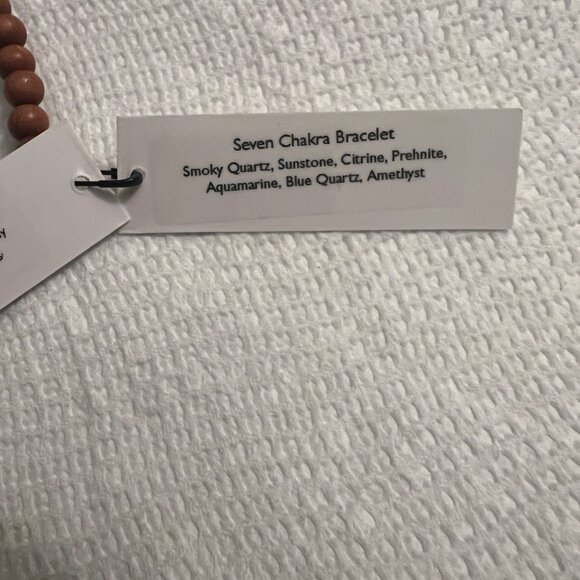 Seven Chakra Bracelet
Smoky Quartz, Sunstone, Citrine, Prehnite,
Aquamarine, Blue Quartz, Amethyst